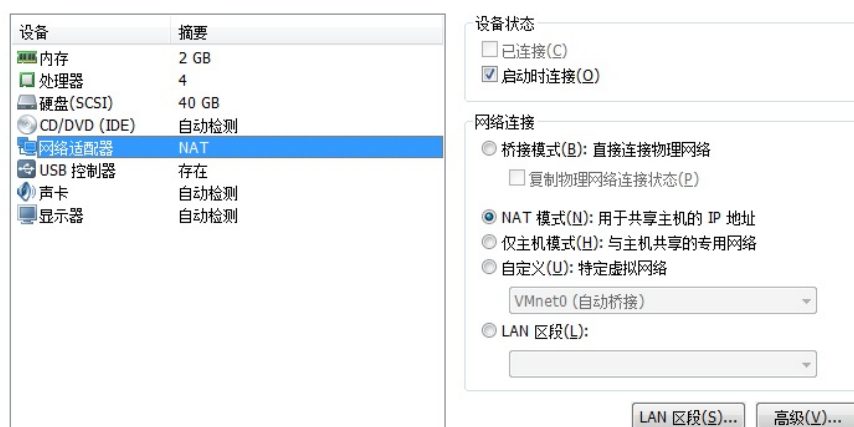 设备 摘要
内存 2 GB
处理器 4
硬盘(SCSI) 40 GB
CD/DVD (IDE) 自动检测
网络适配器 NAT
USB 控制器 存在
声卡 自动检测
显示器 自动检测
设备状态
已连接(C)
启动时连接(O)
网络连接
桥接模式(B): 直接连接物理网络
复制物理网络连接状态(P)
NAT 模式(N): 用于共享主机的 IP 地址
仅主机模式(H): 与主机共享的专用网络
自定义(U): 特定虚拟网络
VMnet0 (自动桥接)
LAN 区段(L):
LAN 区段(S)... 高级(V)...